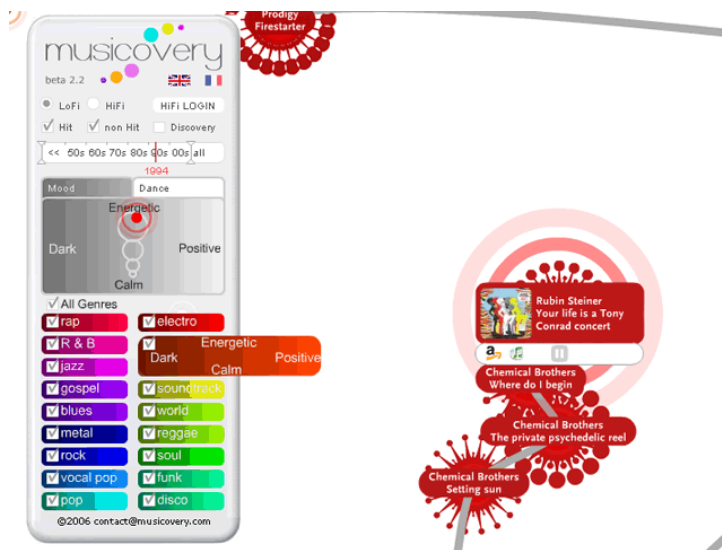 Prodigy
Firestarter
musicovery
beta 2.2
LoFi HiFi HiFi LOGIN
Hit non Hit Discovery
<< 50s 60s 70s 80s 90s 00s all
1994
Mood Dance
Energetic
Dark Positive
Calm
All Genres
rap electro
R & B
Energetic
Dark Positive
Calm
jazz
gospel soundtrack
blues world
metal reggae
rock soul
vocal pop funk
pop disco
©2006 contact@musicovery.com
Rubin Steiner
Your life is a Tony
Conrad concert
Chemical Brothers
Where do I begin
Chemical Brothers
The private psychedelic reel
Chemical Brothers
Setting sun